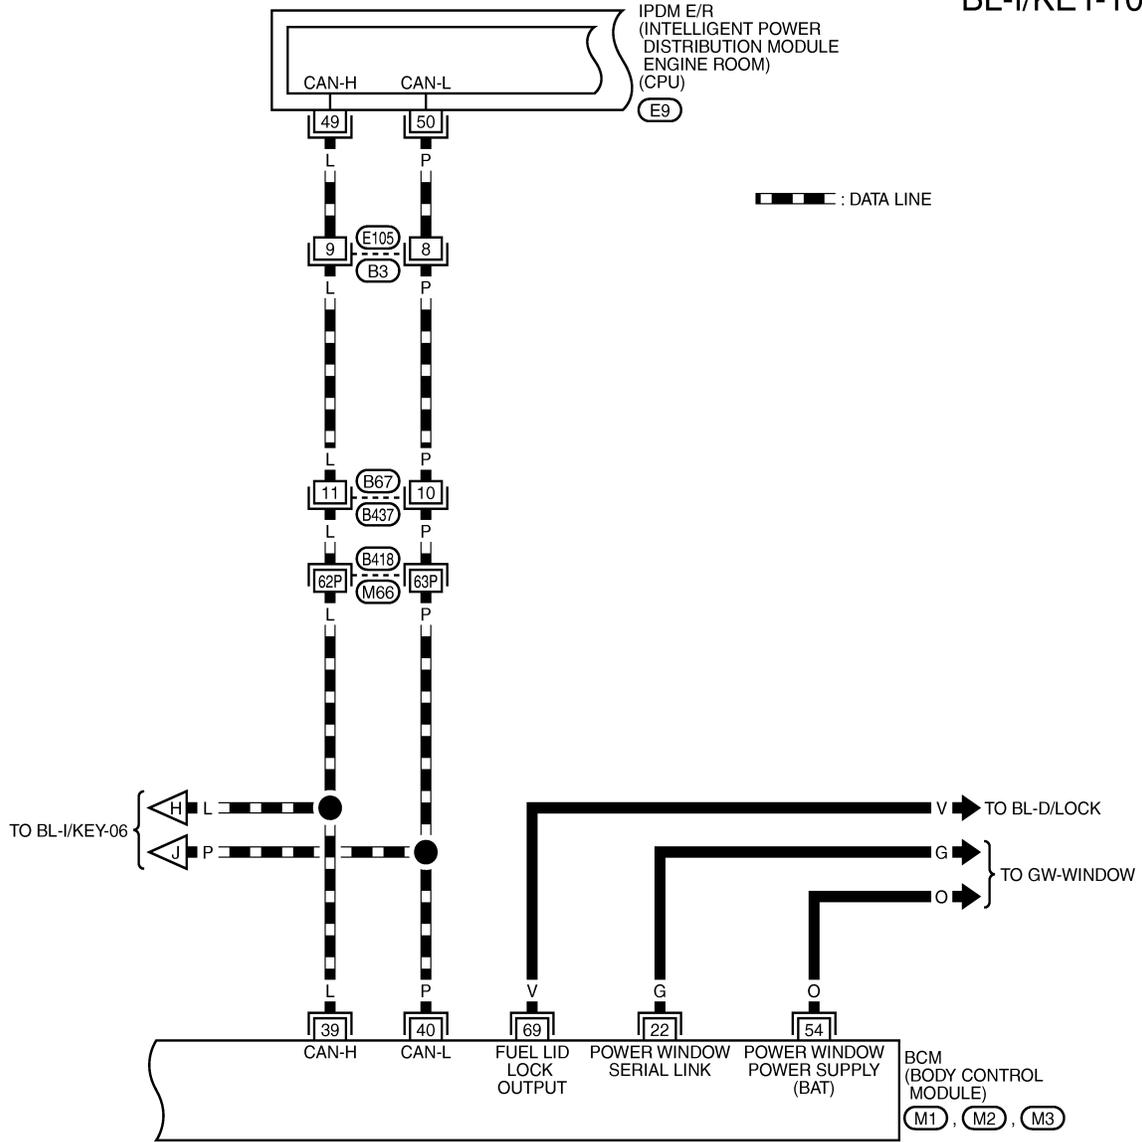 BL-I/KEY-10
IPDM E/R
(INTELLIGENT POWER
DISTRIBUTION MODULE
ENGINE ROOM)
(CPU)
E9
CAN-H CAN-L
49 50
L P
: DATA LINE
E105
9 8
B3
L P
L P
B67
11 10
B437
L P
B418
62P 63P
M66
L P
H L
TO BL-I/KEY-06
J P
V TO BL-D/LOCK
G
TO GW-WINDOW
O
L P V G O
39 40 69 22 54
CAN-H CAN-L FUEL LID POWER WINDOW POWER WINDOW
LOCK SERIAL LINK POWER SUPPLY
OUTPUT (BAT)
BCM
(BODY CONTROL
MODULE)
M1 , M2 , M3